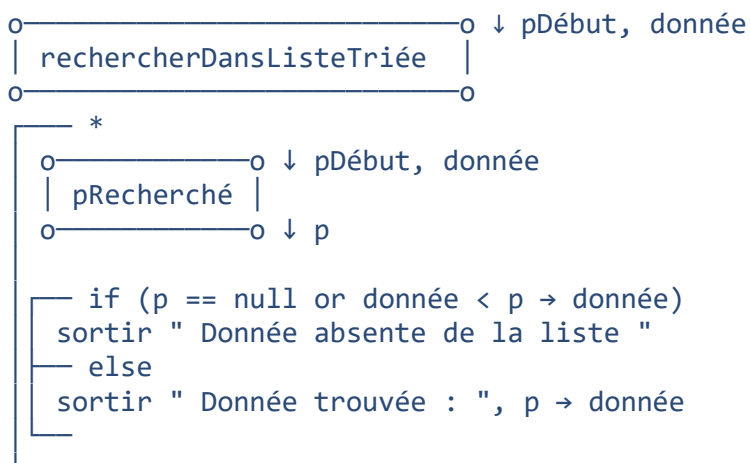 ↓ pDébut, donnée
rechercherDansListeTriée
*
↓ pDébut, donnée
pRecherché
↓ p
if (p == null or donnée < p → donnée)
sortir " Donnée absente de la liste "
else
sortir " Donnée trouvée : ", p → donnée